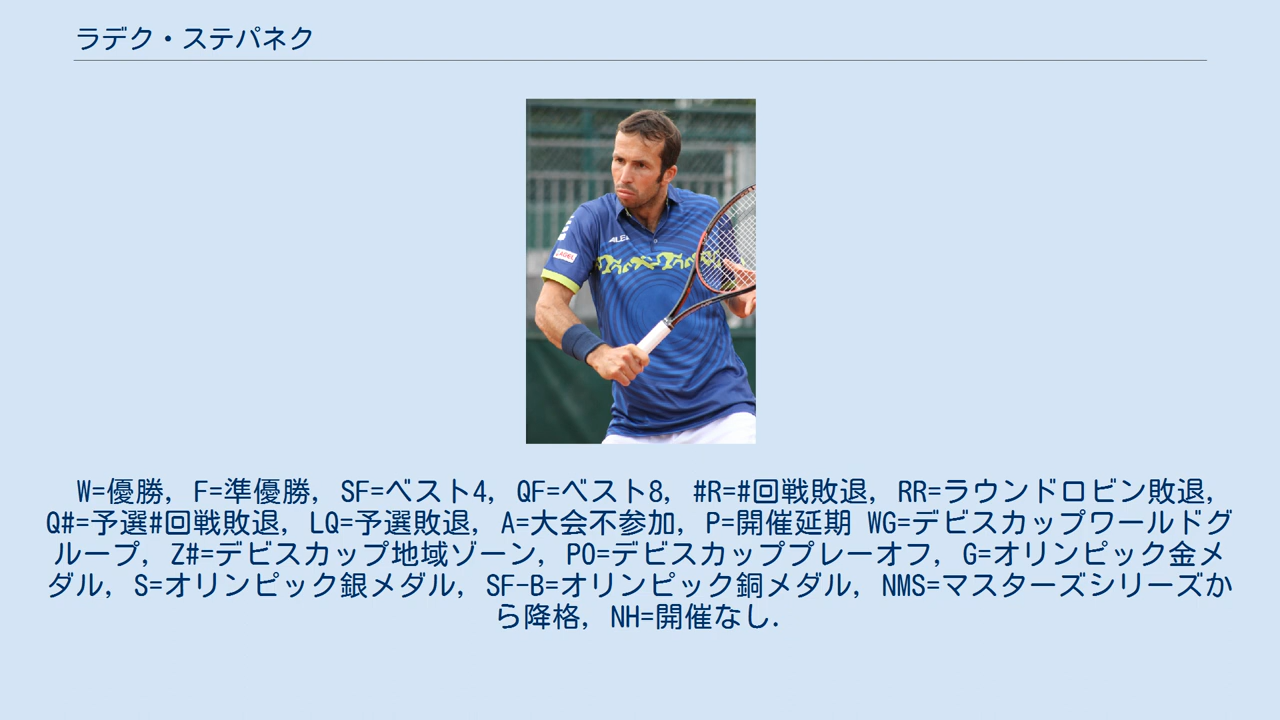 ラデク・ステパネク
W=優勝, F=準優勝, SF=ベスト4, QF=ベスト8, #R=#回戦敗退, RR=ラウンドロビン敗退,
Q#=予選#回戦敗退, LQ=予選敗退, A=大会不参加, P=開催延期 WG=デビスカップワールドグ
ループ, Z#=デビスカップ地域ゾーン, PO=デビスカッププレーオフ, G=オリンピック金メ
ダル, S=オリンピック銀メダル, SF-B=オリンピック銅メダル, NMS=マスターズシリーズか
ら降格, NH=開催なし.